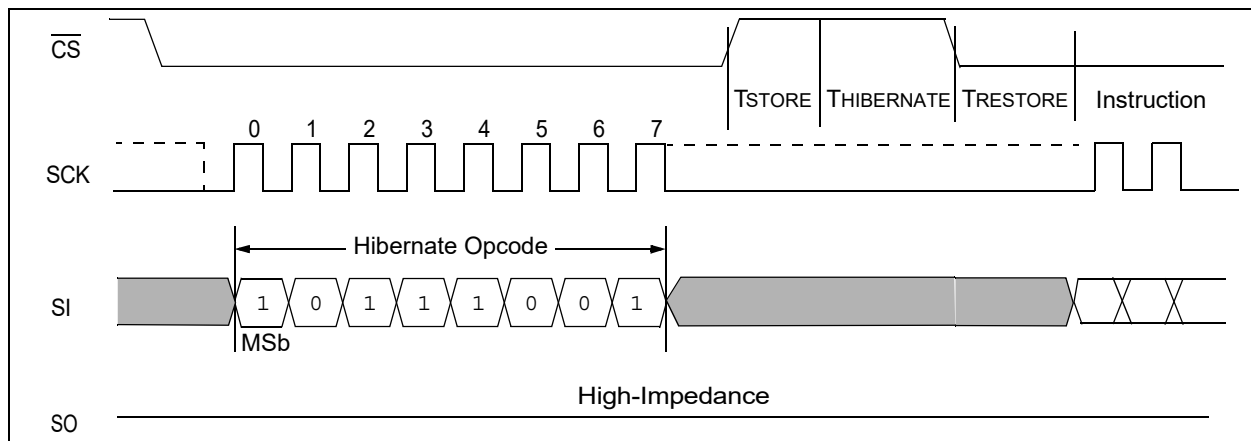 CS
TSTORE THIBERNATE TRESTORE Instruction
0 1 2 3 4 5 6 7
SCK
Hibernate Opcode
SI 1 0 1 1 1 0 0 1
MSb
High-Impedance
SO